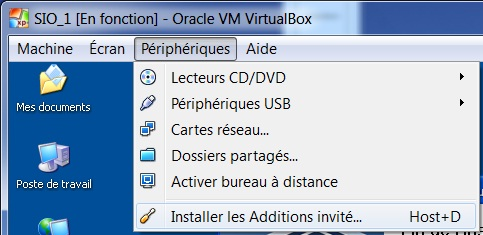 SIO_1 [En fonction] - Oracle VM VirtualBox
Machine Écran Périphériques Aide
Mes documents
Poste de travail
Lecteurs CD/DVD
Périphériques USB
Cartes réseau...
Dossiers partagés...
Activer bureau à distance
Installer les Additions invité... Host+D